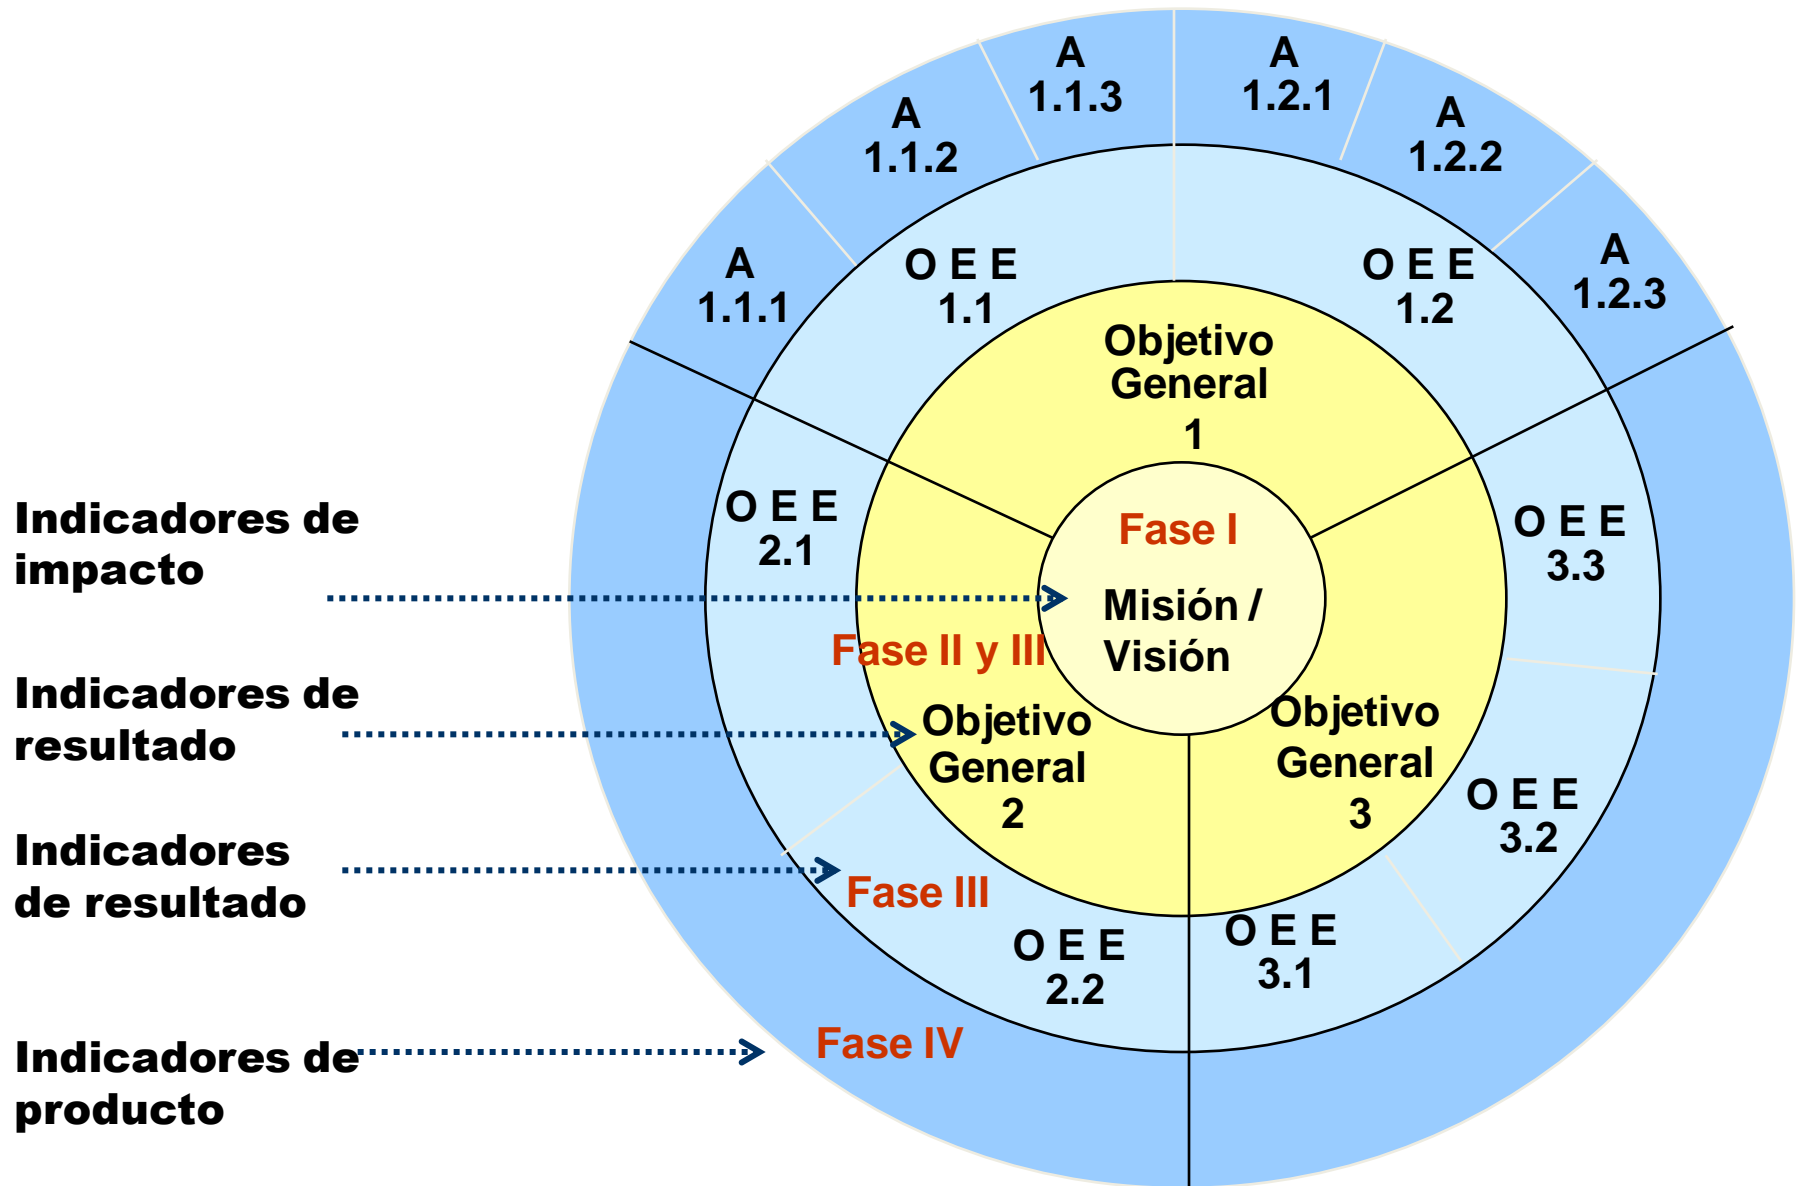 A
1.1.3
A
1.2.1
A
1.1.2
A
1.2.2
A
1.1.1
O E E
1.1
O E E
1.2
A
1.2.3
Objetivo
General
1
Indicadores de
impacto
O E E
2.1
Fase I
O E E
3.3
Misión /
Visión
Fase II y III
Indicadores de
resultado
Objetivo
General
2
Objetivo
General
3
O E E
3.2
Indicadores
de resultado
Fase III
O E E
2.2
O E E
3.1
Indicadores de
producto
Fase IV